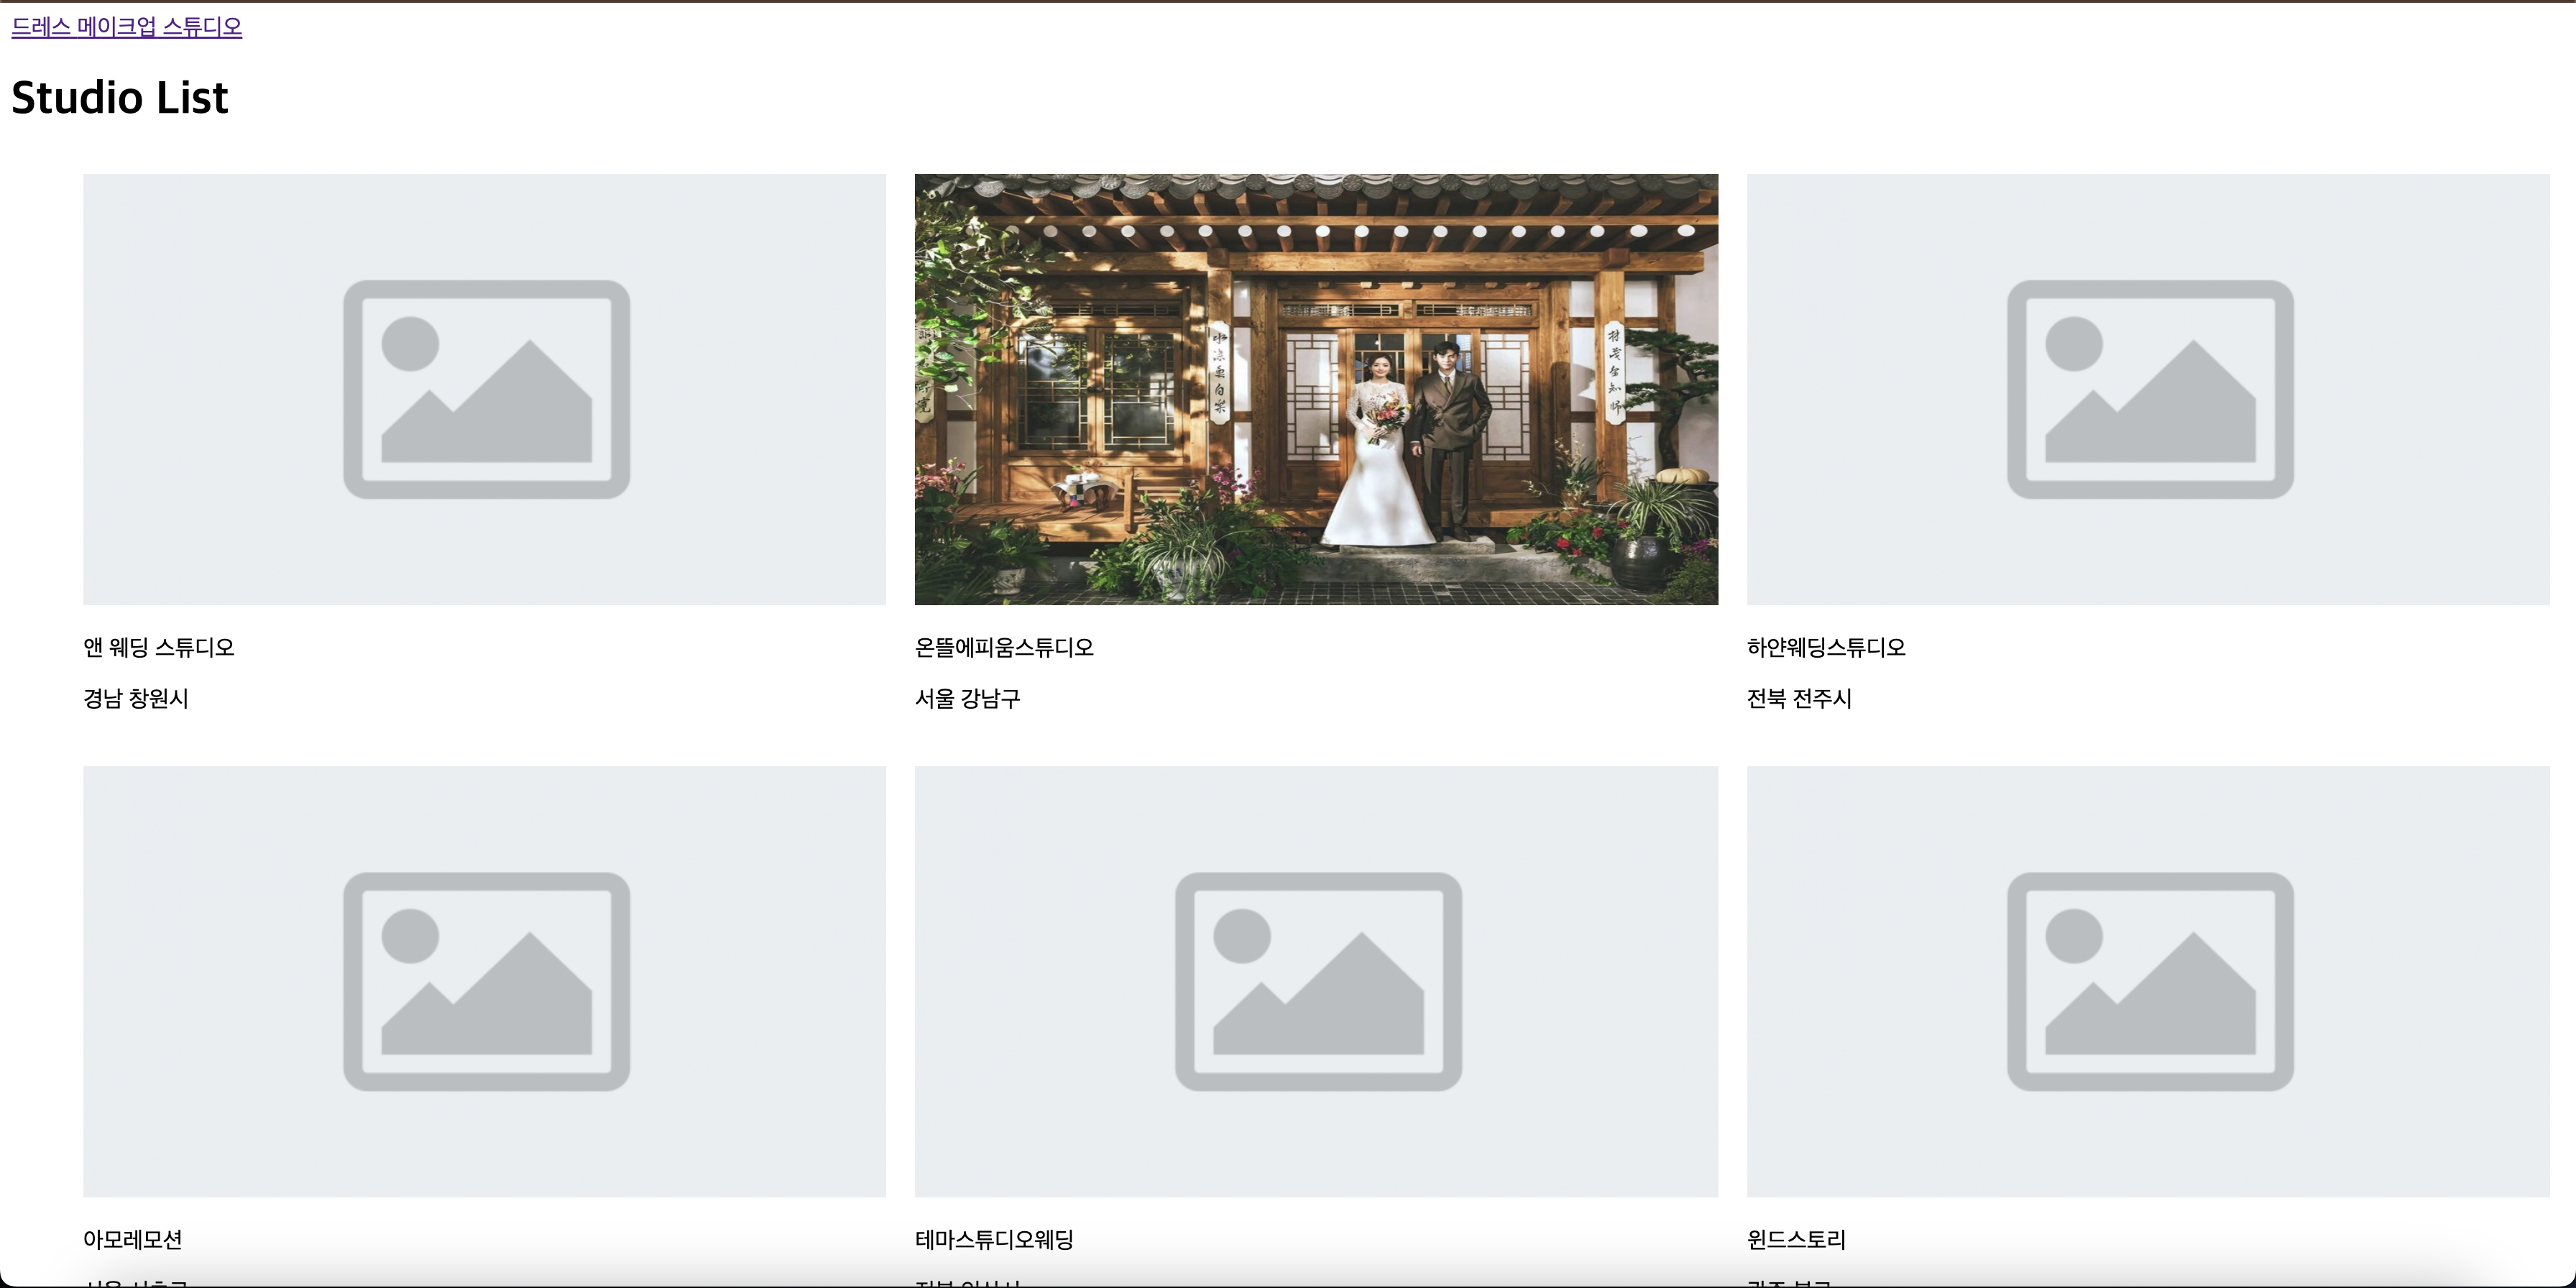 드레스 메이크업 스튜디오
Studio List
앤 웨딩 스튜디오
온뜰에피움스튜디오
하얀웨딩스튜디오
경남 창원시
서울 강남구
전북 전주시
아모레모션
테마스튜디오웨딩
윈드스토리